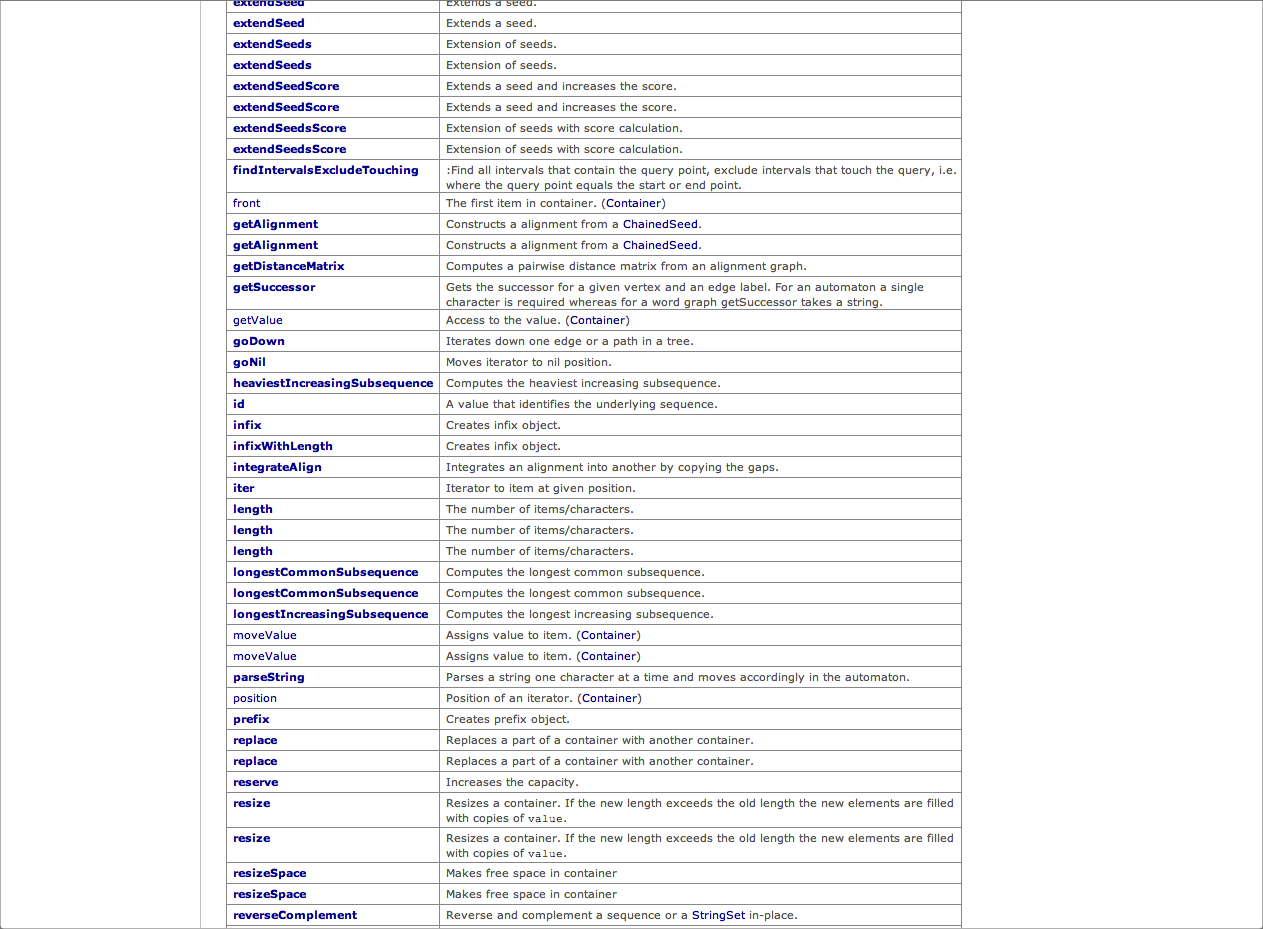 extendSeed Extends a seed.
extendSeed Extends a seed.
extendSeeds Extension of seeds.
extendSeeds Extension of seeds.
extendSeedScore Extends a seed and increases the score.
extendSeedScore Extends a seed and increases the score.
extendSeedsScore Extension of seeds with score calculation.
extendSeedsScore Extension of seeds with score calculation.
findIntervalsExcludeTouching :Find all intervals that contain the query point, exclude intervals that touch the query, i.e.
where the query point equals the start or end point.
front The first item in container. (Container)
getAlignment Constructs a alignment from a ChainedSeed.
getAlignment Constructs a alignment from a ChainedSeed.
getDistanceMatrix Computes a pairwise distance matrix from an alignment graph.
getSuccessor Gets the successor for a given vertex and an edge label. For an automaton a single
character is required whereas for a word graph getSuccessor takes a string.
getValue Access to the value. (Container)
goDown Iterates down one edge or a path in a tree.
goNil Moves iterator to nil position.
heaviestIncreasingSubsequence Computes the heaviest increasing subsequence.
id A value that identifies the underlying sequence.
infix Creates infix object.
infixWithLength Creates infix object.
integrateAlign Integrates an alignment into another by copying the gaps.
iter Iterator to item at given position.
length The number of items/characters.
length The number of items/characters.
length The number of items/characters.
longestCommonSubsequence Computes the longest common subsequence.
longestCommonSubsequence Computes the longest common subsequence.
longestIncreasingSubsequence Computes the longest increasing subsequence.
moveValue Assigns value to item. (Container)
moveValue Assigns value to item. (Container)
parseString Parses a string one character at a time and moves accordingly in the automaton.
position Position of an iterator. (Container)
prefix Creates prefix object.
replace Replaces a part of a container with another container.
replace Replaces a part of a container with another container.
reserve Increases the capacity.
resize Resizes a container. If the new length exceeds the old length the new elements are filled
with copies of value.
resize Resizes a container. If the new length exceeds the old length the new elements are filled
with copies of value.
resizeSpace Makes free space in container
resizeSpace Makes free space in container
reverseComplement Reverse and complement a sequence or a StringSet in-place.